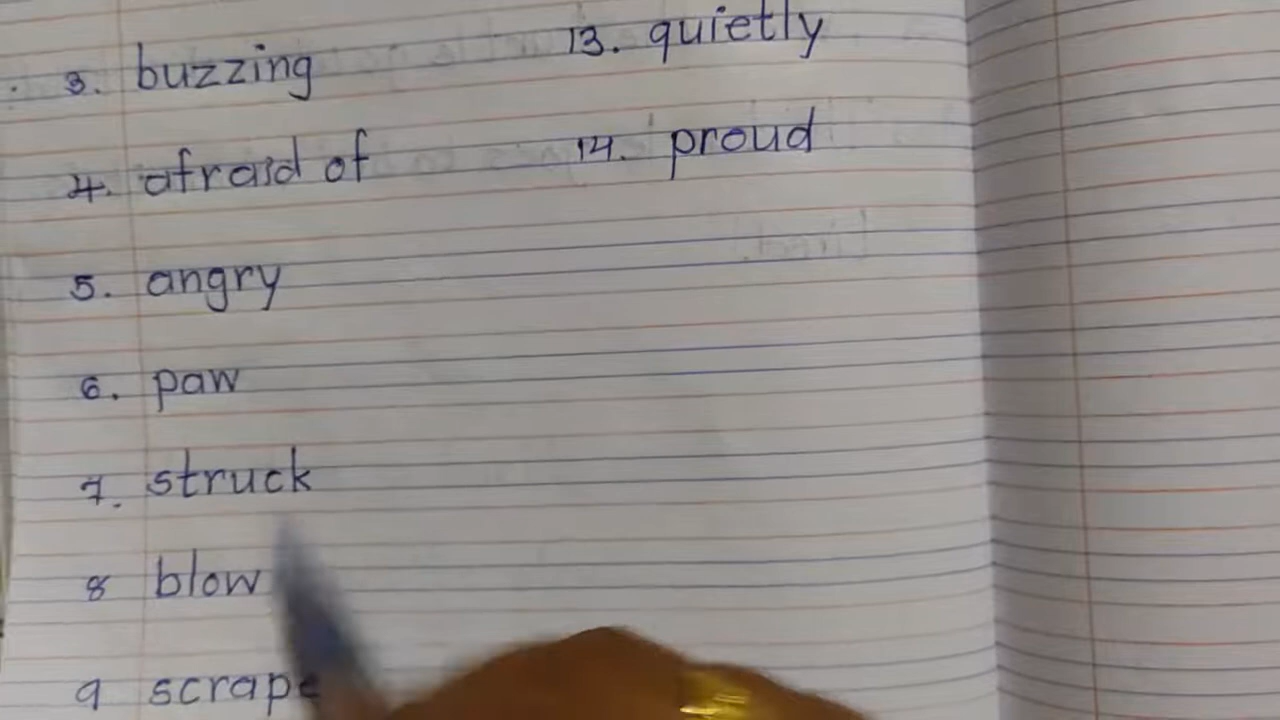 3. buzzing
4. afraid of
5. angry
6. paw
7. struck
8 blow
9 scrape
13. quietly
14. proud